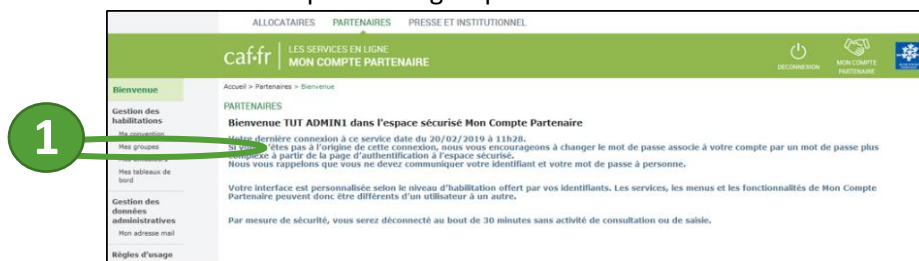 ALLOCATAIRES PARTENAIRES PRESSE ET INSTITUTIONNEL
caf.fr LES SERVICES EN LIGNE
MON COMPTE PARTENAIRE
DECONNEXION
MON COMPTE
PARTENAIRE
Bienvenue
Gestion des
habilitations
Ma convention
Mes groupes
Mes tableaux de
bord
Gestion des
données
administratives
Mon adresse mail
Règles d'usage
1
Accueil > Partenaires > Bienvenue
PARTENAIRES
Bienvenue TUT ADMIN1 dans l'espace sécurisé Mon Compte Partenaire
Votre dernière connexion à ce service date du 20/02/2019 à 11h28.
Si vous n'êtes pas à l'origine de cette connexion, nous vous encourageons à changer le mot de passe associé à votre compte par un mot de passe plus
complexe à partir de la page d'authentification à l'espace sécurisé.
Nous vous rappelons que vous ne devez communiquer votre identifiant et votre mot de passe à personne.
Votre interface est personnalisée selon le niveau d'habilitation offert par vos identifiants. Les services, les menus et les fonctionnalités de Mon Compte
Partenaire peuvent donc être différents d'un utilisateur à un autre.
Par mesure de sécurité, vous serez déconnecté au bout de 30 minutes sans activité de consultation ou de saisie.